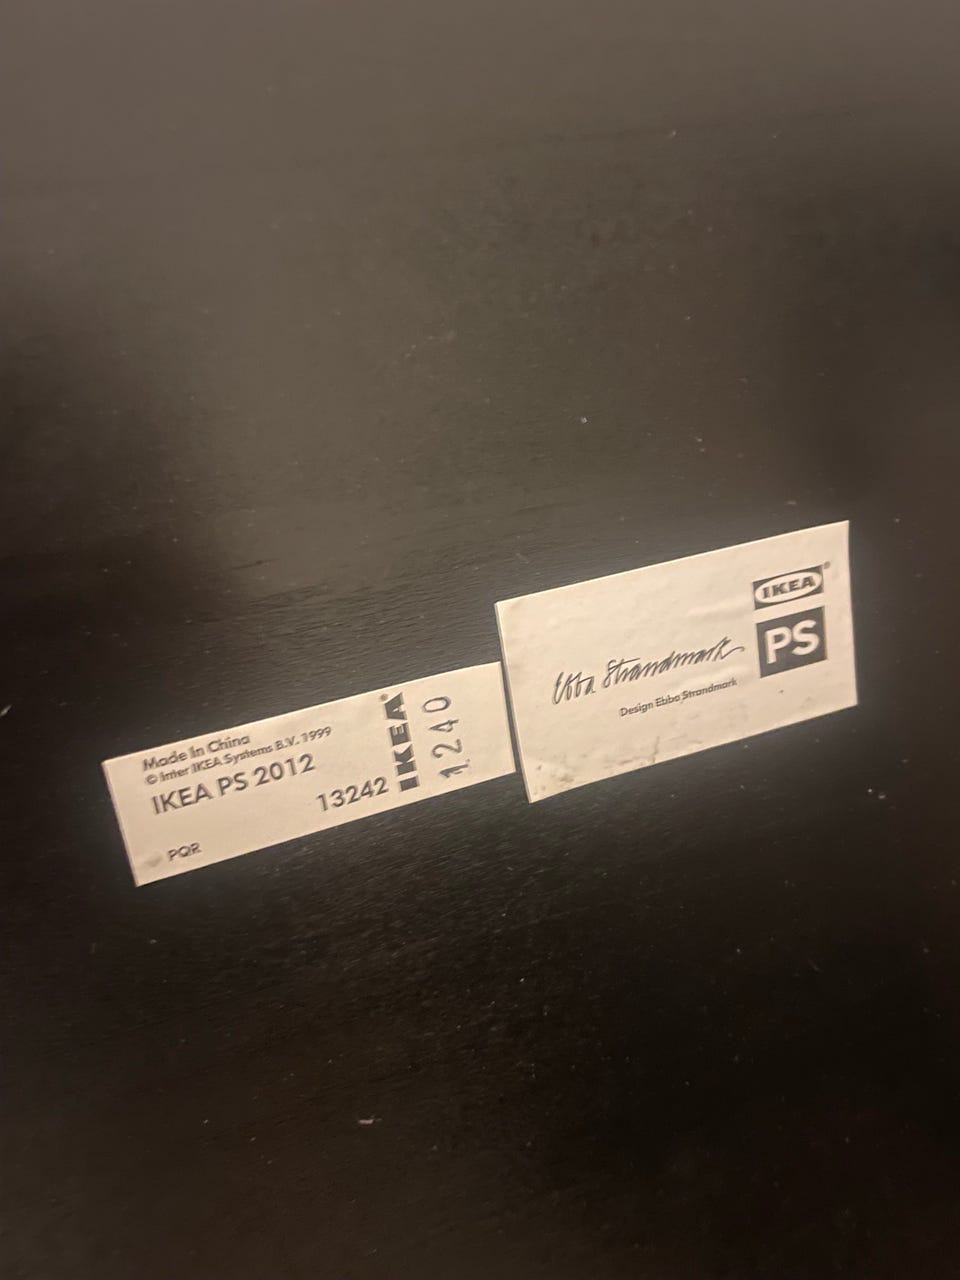 Made in China
© Inter IKEA Systems B.V. 1999
IKEA PS 2012
13242
PQR
IKEA®
1240
IKEA®
PS
Ebba Strandmark
Design Ebba Strandmark